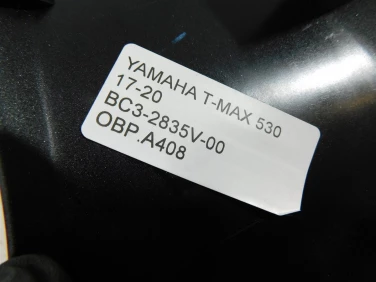 YAMAHA T-MAX 530
17-20
BC3-2835V-00
OBP.A408